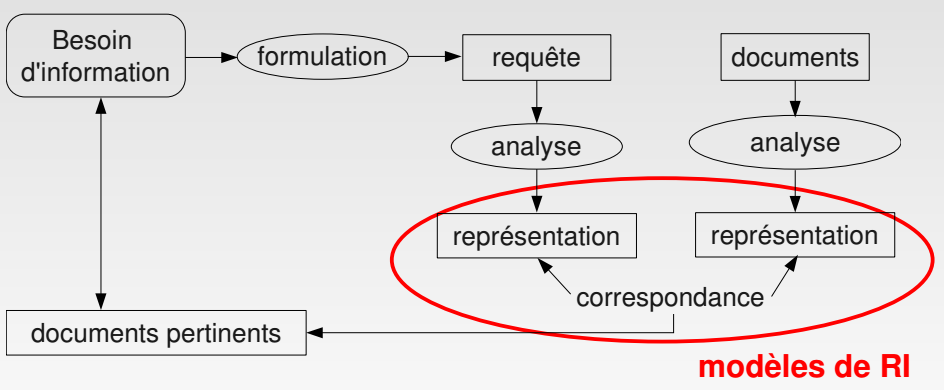 Besoin
d'information
formulation
requête
documents
analyse
analyse
représentation
représentation
correspondance
documents pertinents
modèles de RI